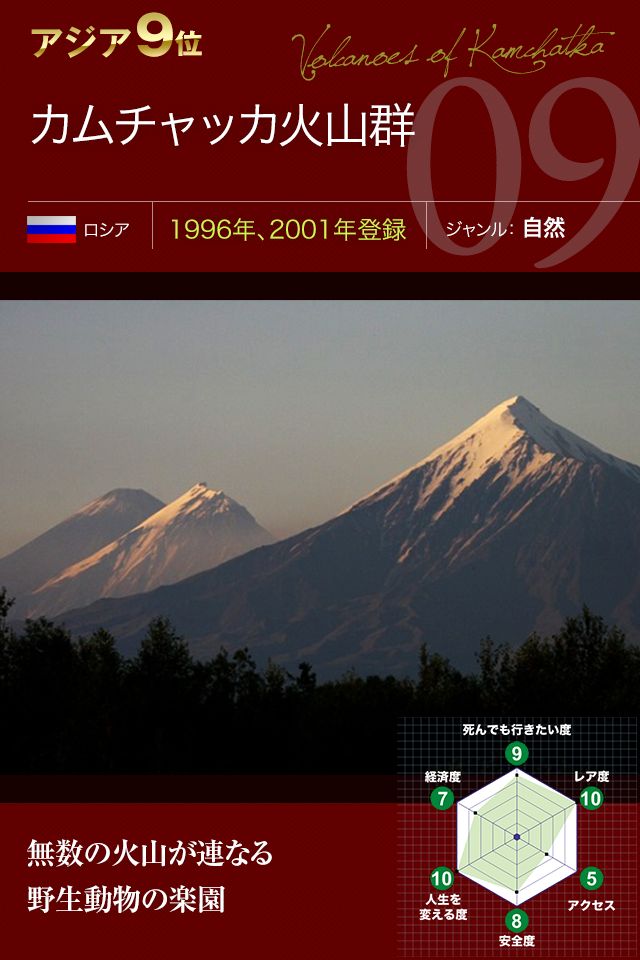 アジア9位
Volcanoes of Kamchatka
カムチャッカ火山群
09
ロシア
1996年、2001年登録
ジャンル：自然
死んでも行きたい度
9
経済度
7
レア度
10
10
人生を
変える度
5
アクセス
8
安全度
無数の火山が連なる
野生動物の楽園